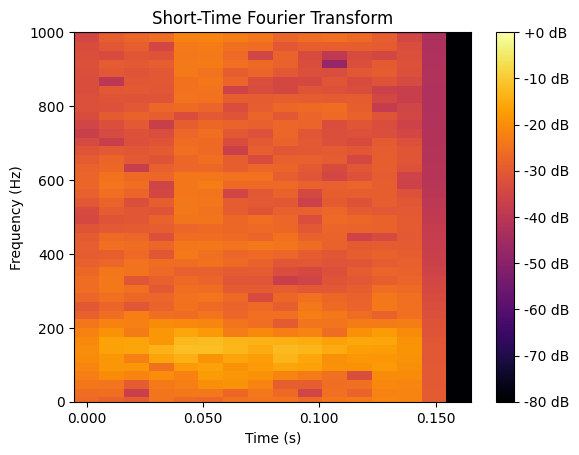 Short-Time Fourier Transform
1000
800
600
400
200
0
Frequency (Hz)
0.000
0.050
0.100
0.150
Time (s)
+0 dB
-10 dB
-20 dB
-30 dB
-40 dB
-50 dB
-60 dB
-70 dB
-80 dB